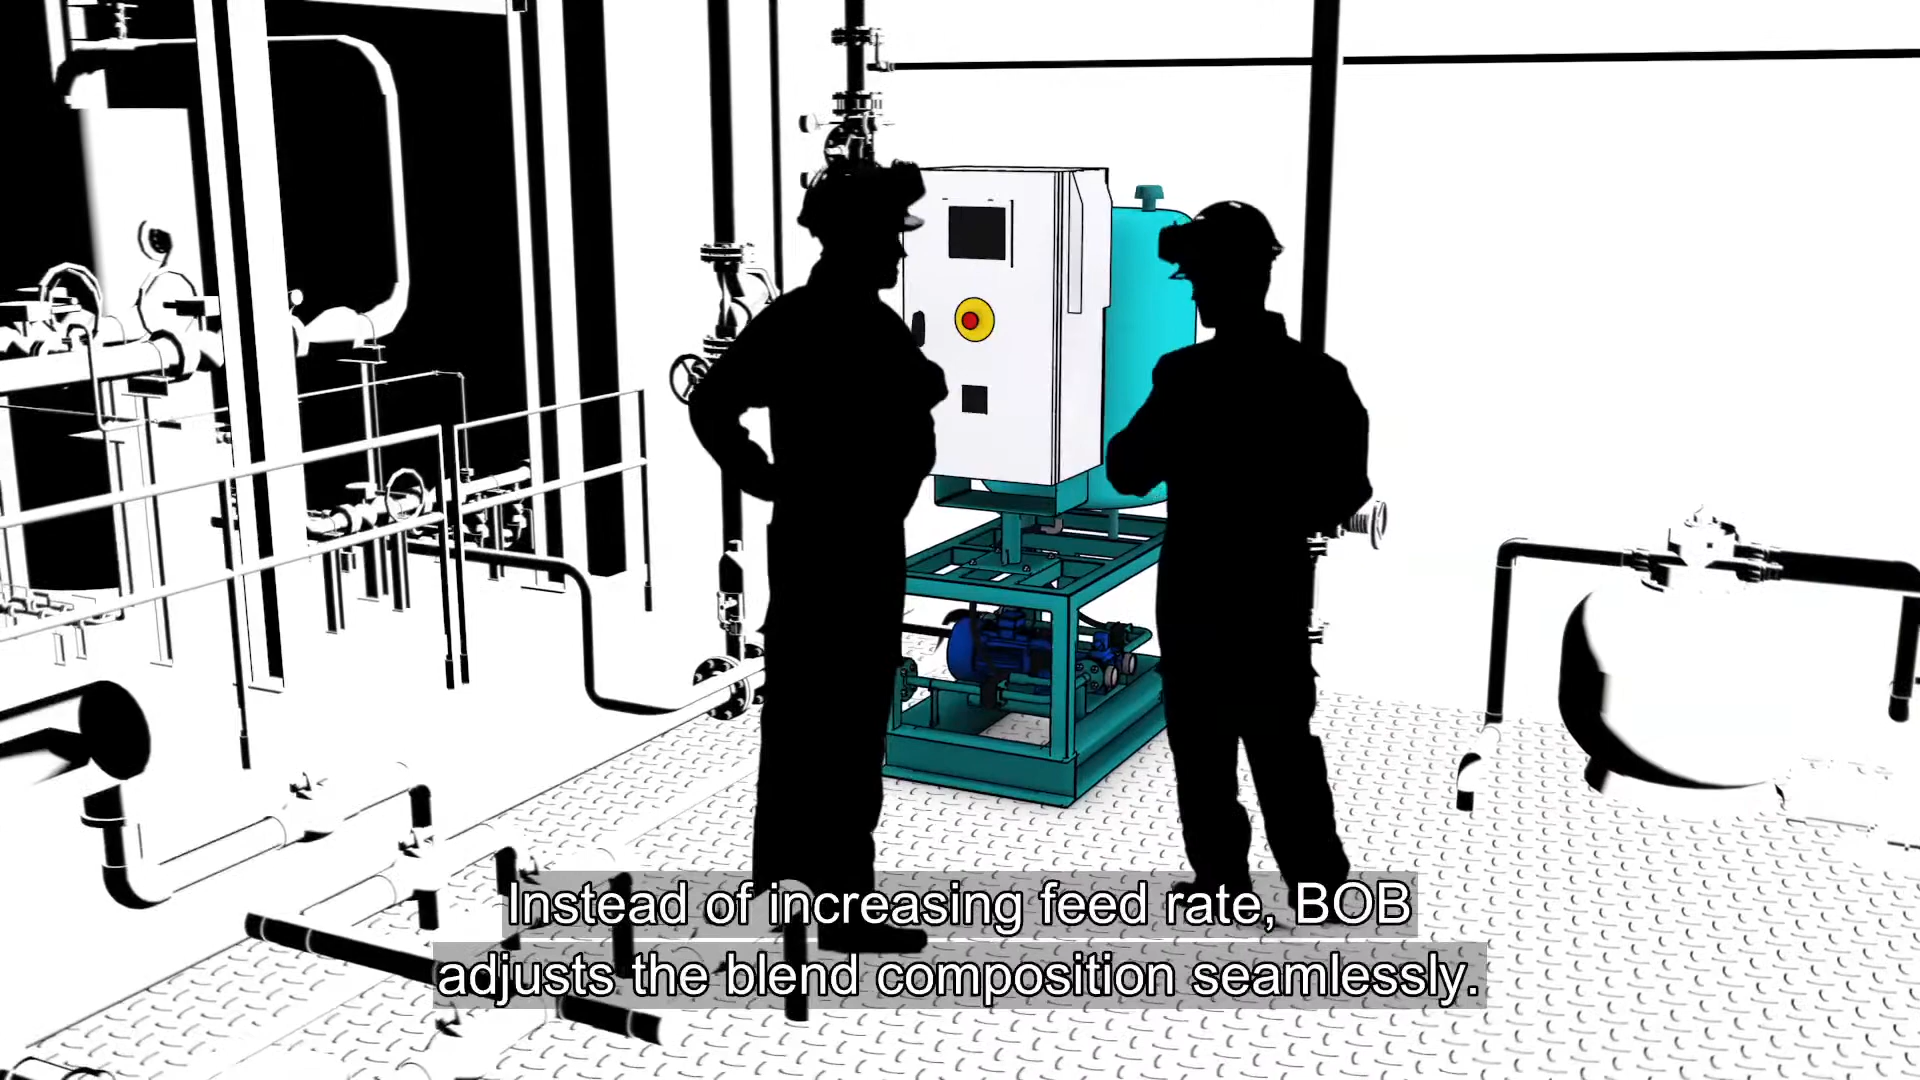 Instead of increasing feed rate, BOB
adjusts the blend composition seamlessly.